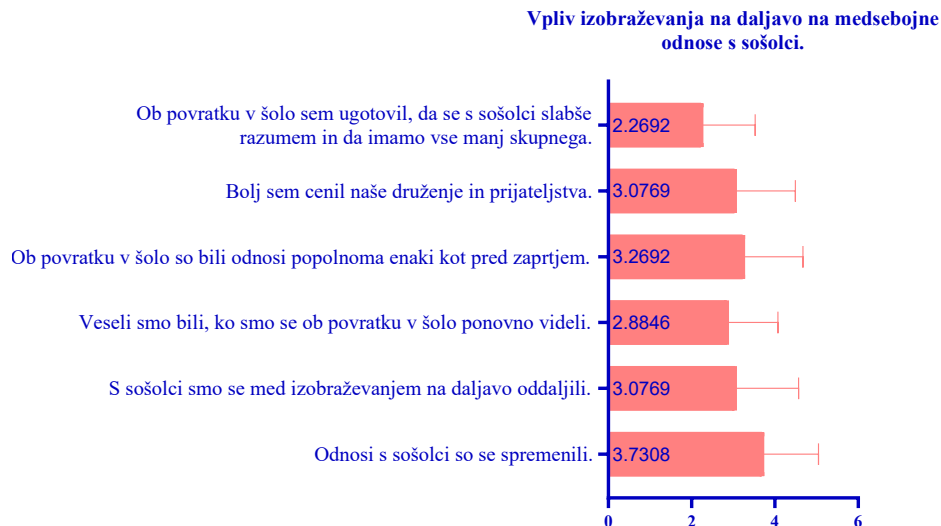 Vpliv izobraževanja na daljavo na medsebojne
odnose s sošolci.
Ob povratku v šolo sem ugotovil, da se s sošolci slabše
razumem in da imamo vse manj skupnega.
2.2692
Bolj sem cenil naše druženje in prijateljstva.
3.0769
Ob povratku v šolo so bili odnosi popolnoma enaki kot pred zaprtjem.
3.2692
Veseli smo bili, ko smo se ob povratku v šolo ponovno videli.
2.8846
S sošolci smo se med izobraževanjem na daljavo oddaljili.
3.0769
Odnosi s sošolci so se spremenili.
3.7308
0 2 4 6